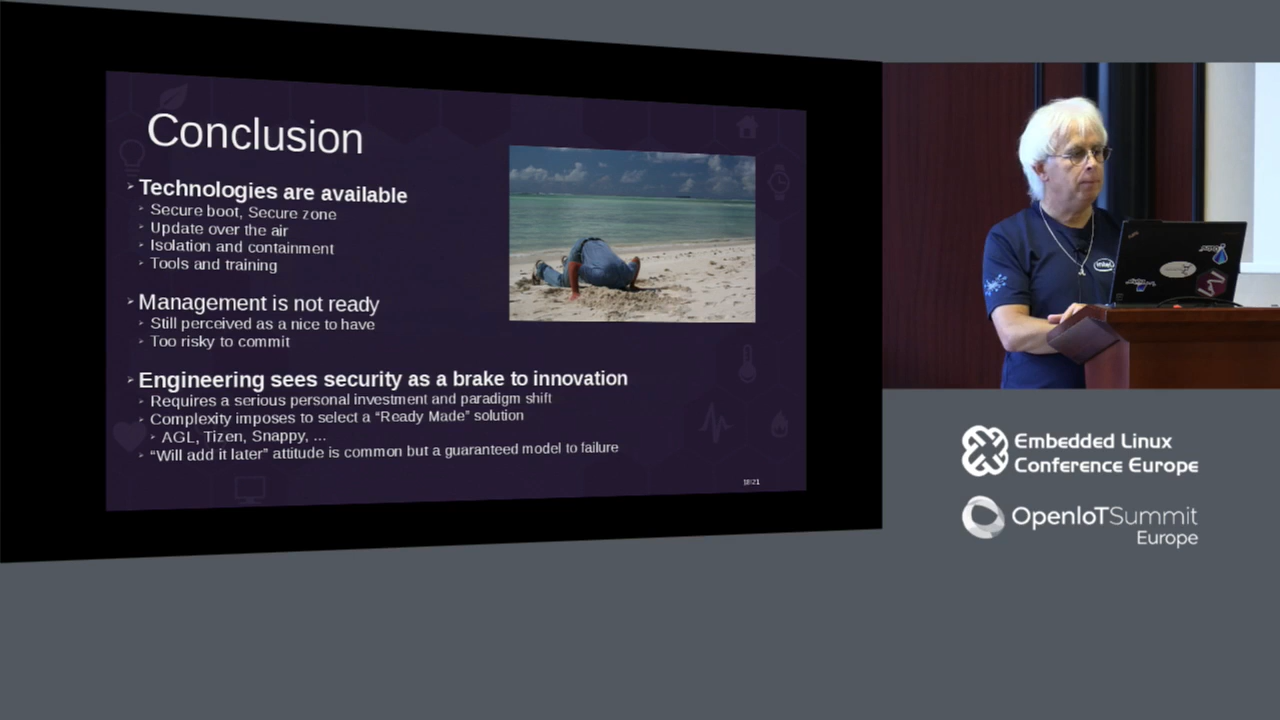 Conclusion
Technologies are available
Secure boot, Secure zone
Update over the air
Isolation and containment
Tools and training
Management is not ready
Still perceived as a nice to have
Too risky to commit
Engineering sees security as a brake to innovation
Requires a serious personal investment and paradigm shift
Complexity imposes to select a “Ready Made” solution
AGL, Tizen, Snappy, ...
“Will add it later” attitude is common but a guaranteed model to failure
intel
Embedded Linux
Conference Europe
OpenIoTSummit
Europe